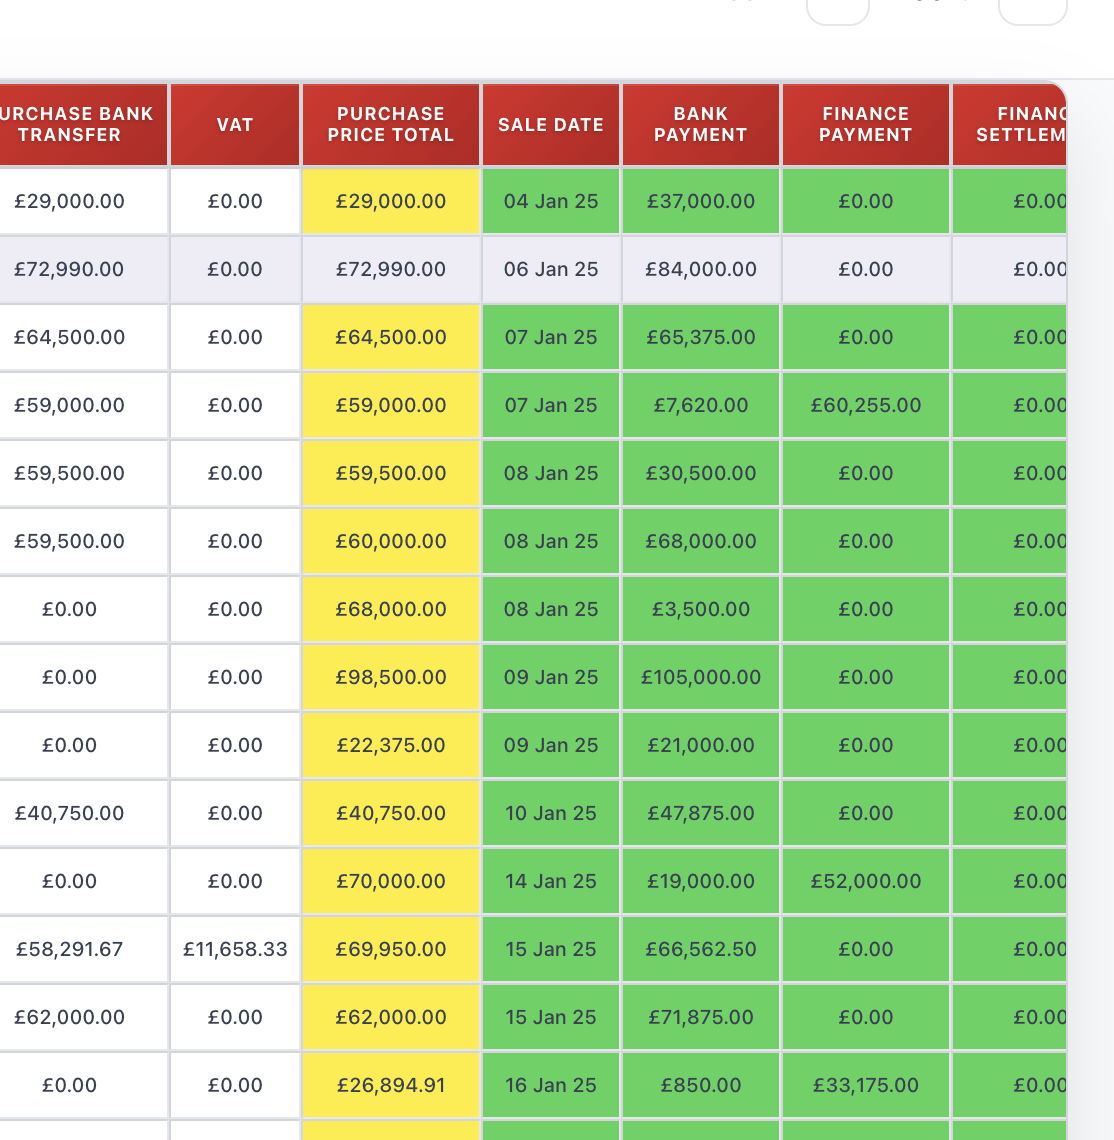 URCHASE BANK TRANSFER VAT PURCHASE PRICE TOTAL SALE DATE BANK PAYMENT FINANCE PAYMENT FINANC SETTLEM
£29,000.00 £0.00 £29,000.00 04 Jan 25 £37,000.00 £0.00 £0.00
£72,990.00 £0.00 £72,990.00 06 Jan 25 £84,000.00 £0.00 £0.00
£64,500.00 £0.00 £64,500.00 07 Jan 25 £65,375.00 £0.00 £0.00
£59,000.00 £0.00 £59,000.00 07 Jan 25 £7,620.00 £60,255.00 £0.00
£59,500.00 £0.00 £59,500.00 08 Jan 25 £30,500.00 £0.00 £0.00
£59,500.00 £0.00 £60,000.00 08 Jan 25 £68,000.00 £0.00 £0.00
£0.00 £0.00 £68,000.00 08 Jan 25 £3,500.00 £0.00 £0.00
£0.00 £0.00 £98,500.00 09 Jan 25 £105,000.00 £0.00 £0.00
£0.00 £0.00 £22,375.00 09 Jan 25 £21,000.00 £0.00 £0.00
£40,750.00 £0.00 £40,750.00 10 Jan 25 £47,875.00 £0.00 £0.00
£0.00 £0.00 £70,000.00 14 Jan 25 £19,000.00 £52,000.00 £0.00
£58,291.67 £11,658.33 £69,950.00 15 Jan 25 £66,562.50 £0.00 £0.00
£62,000.00 £0.00 £62,000.00 15 Jan 25 £71,875.00 £0.00 £0.00
£0.00 £0.00 £26,894.91 16 Jan 25 £850.00 £33,175.00 £0.00